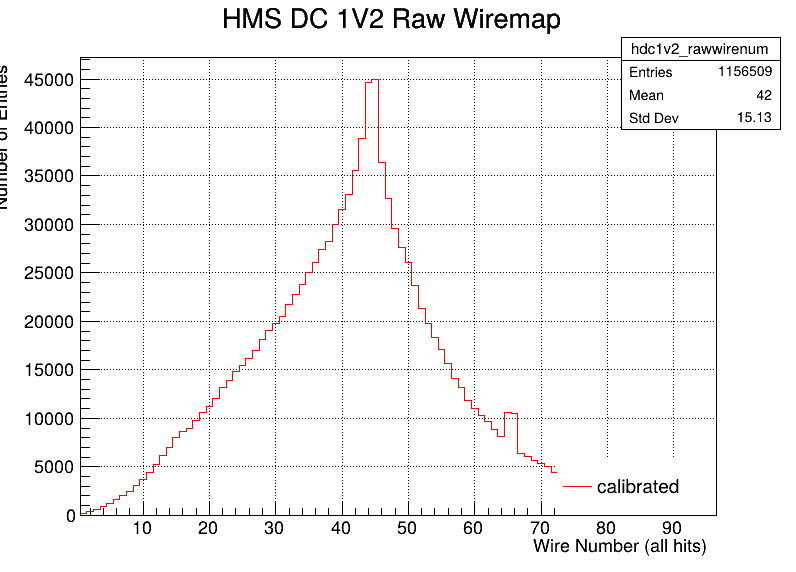 HMS DC 1V2 Raw Wiremap
hdc1v2_rawwirenum
Entries 1156509
Mean 42
Std Dev 15.13
Number of Entries
45000
40000
35000
30000
25000
20000
15000
10000
5000
0
10 20 30 40 50 60 70 80 90
Wire Number (all hits)
calibrated